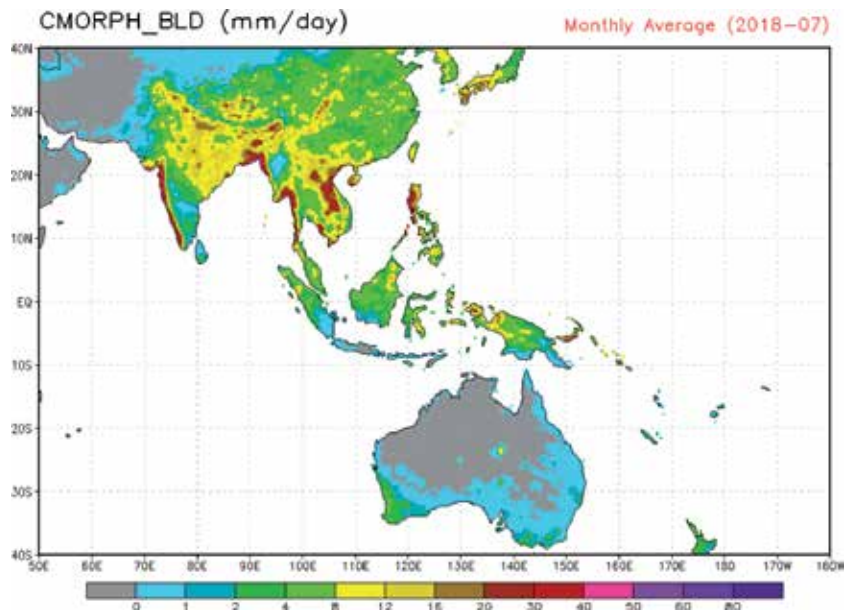 CMORPH_BLD (mm/day) Monthly Average (2018-07)
40N
30N
20N
10N
EQ
10S
20S
30S
40S
50E 60E 70E 80E 90E 100E 110E 120E 130E 140E 150E 160E 170E 180 170W 160W
0 1 2 4 8 12 16 20 30 40 50 60 80